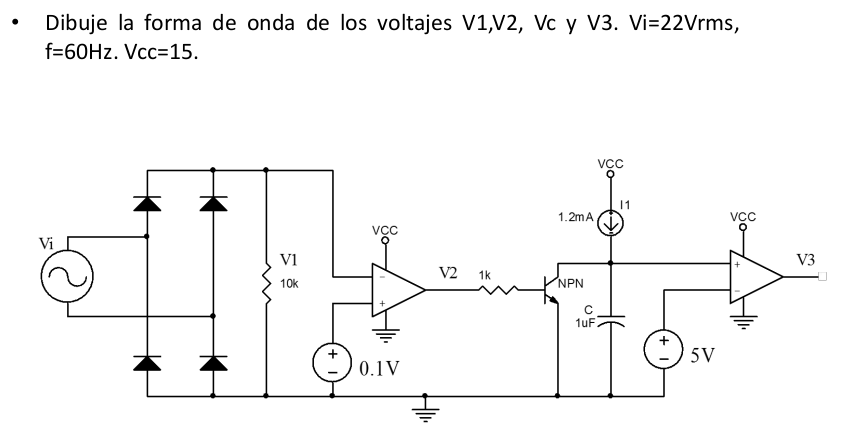 • Dibuje la forma de onda de los voltajes V1,V2, Vc y V3. Vi=22Vrms,
f=60Hz. Vcc=15.
VCC
I1
1.2mA
VCC
VCC
Vi
V1
10k
V2
1k
NPN
V3
-
+
+
-
C
1uF
+
-
0.1V
+
-
5V